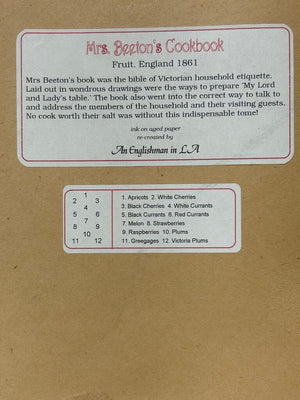 Mrs. Beeton's Cookbook
Fruit. England 1861
Mrs Beeton's book was the bible of Victorian household etiquette.
Laid out in wondrous drawings were the ways to prepare 'My Lord
and Lady's table.' The book also went into the correct way to talk to
and address the members of the household and their visiting guests.
No cook worth their salt was without this indispensable tome!
ink on aged paper
re-created by
An Englishman in LA
1
2 3
4
5 6
7
8 9
10
11 12
1. Apricots 2. White Cherries
3. Black Cherries 4. White Currants
5. Black Currants 6. Red Currants
7. Melon 8. Strawberries
9. Raspberries 10. Plums
11. Greegages 12. Victoria Plums